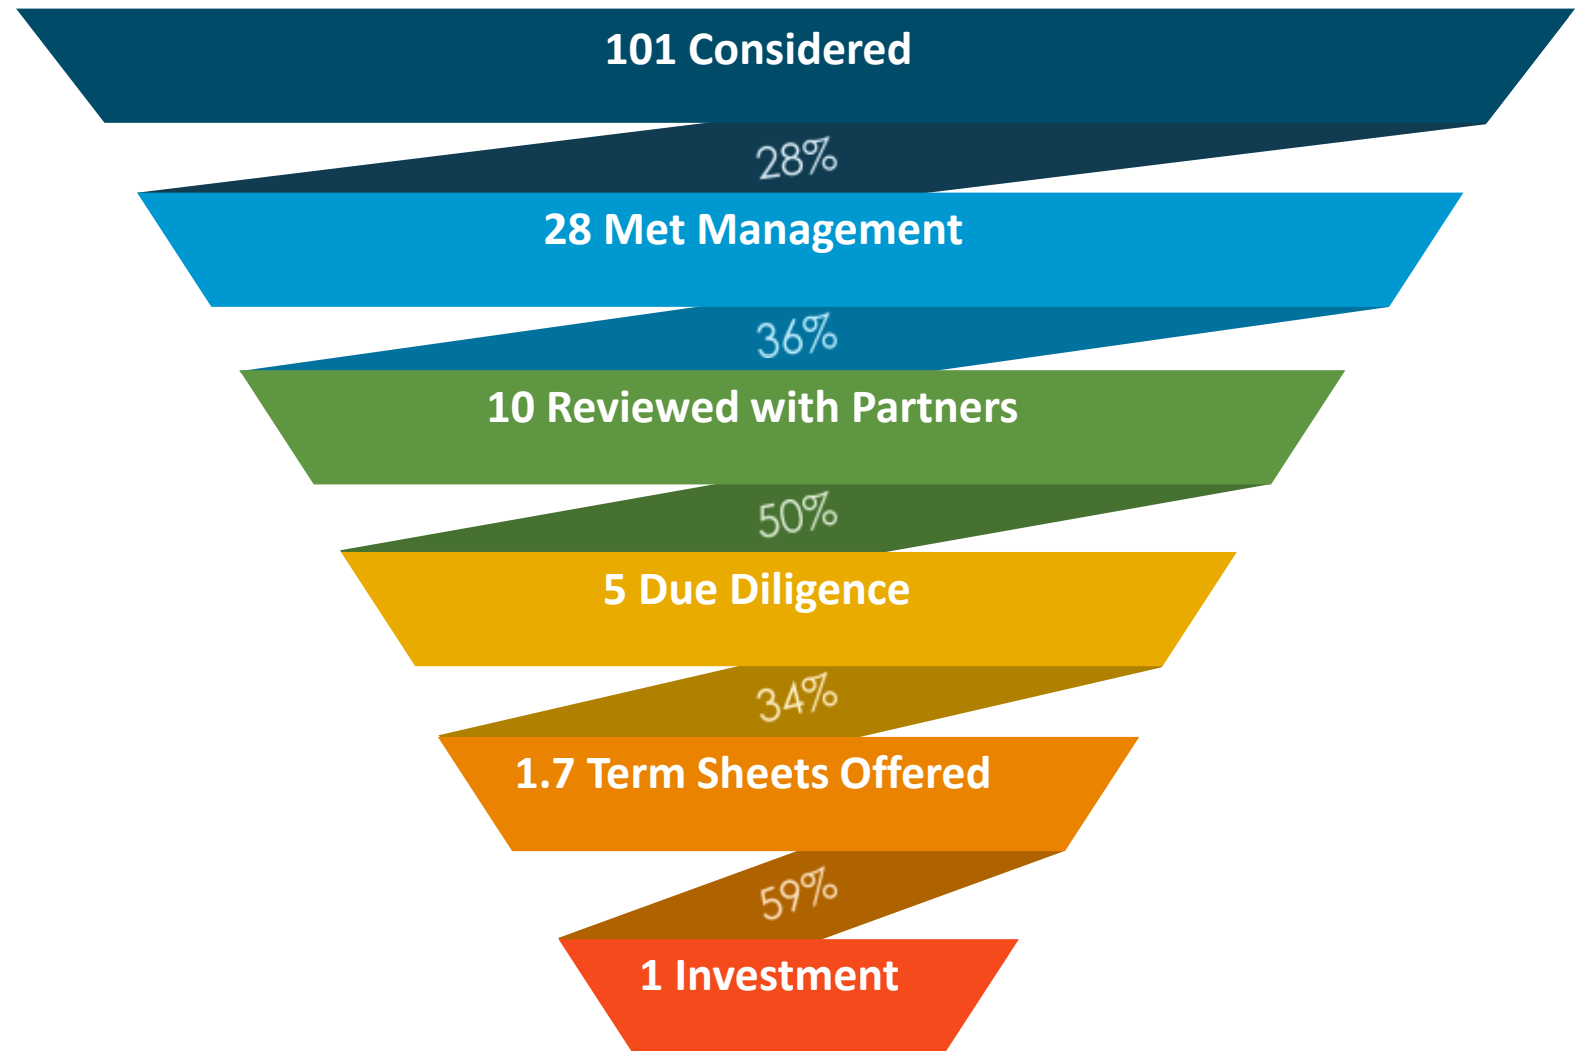 101 Considered
28%
28 Met Management
36%
10 Reviewed with Partners
50%
5 Due Diligence
34%
1.7 Term Sheets Offered
59%
1 Investment